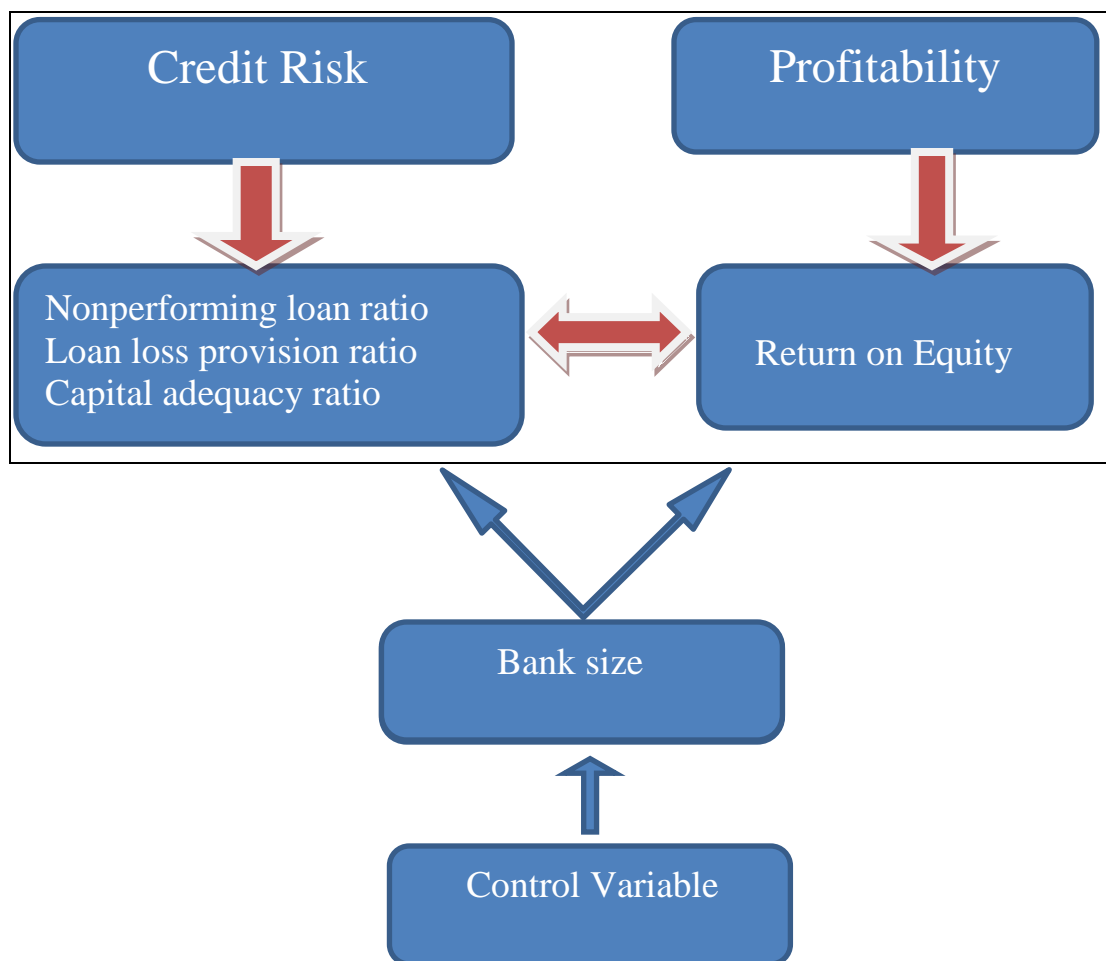 Credit Risk
Profitability
Nonperforming loan ratio
Loan loss provision ratio
Capital adequacy ratio
Return on Equity
Bank size
Control Variable